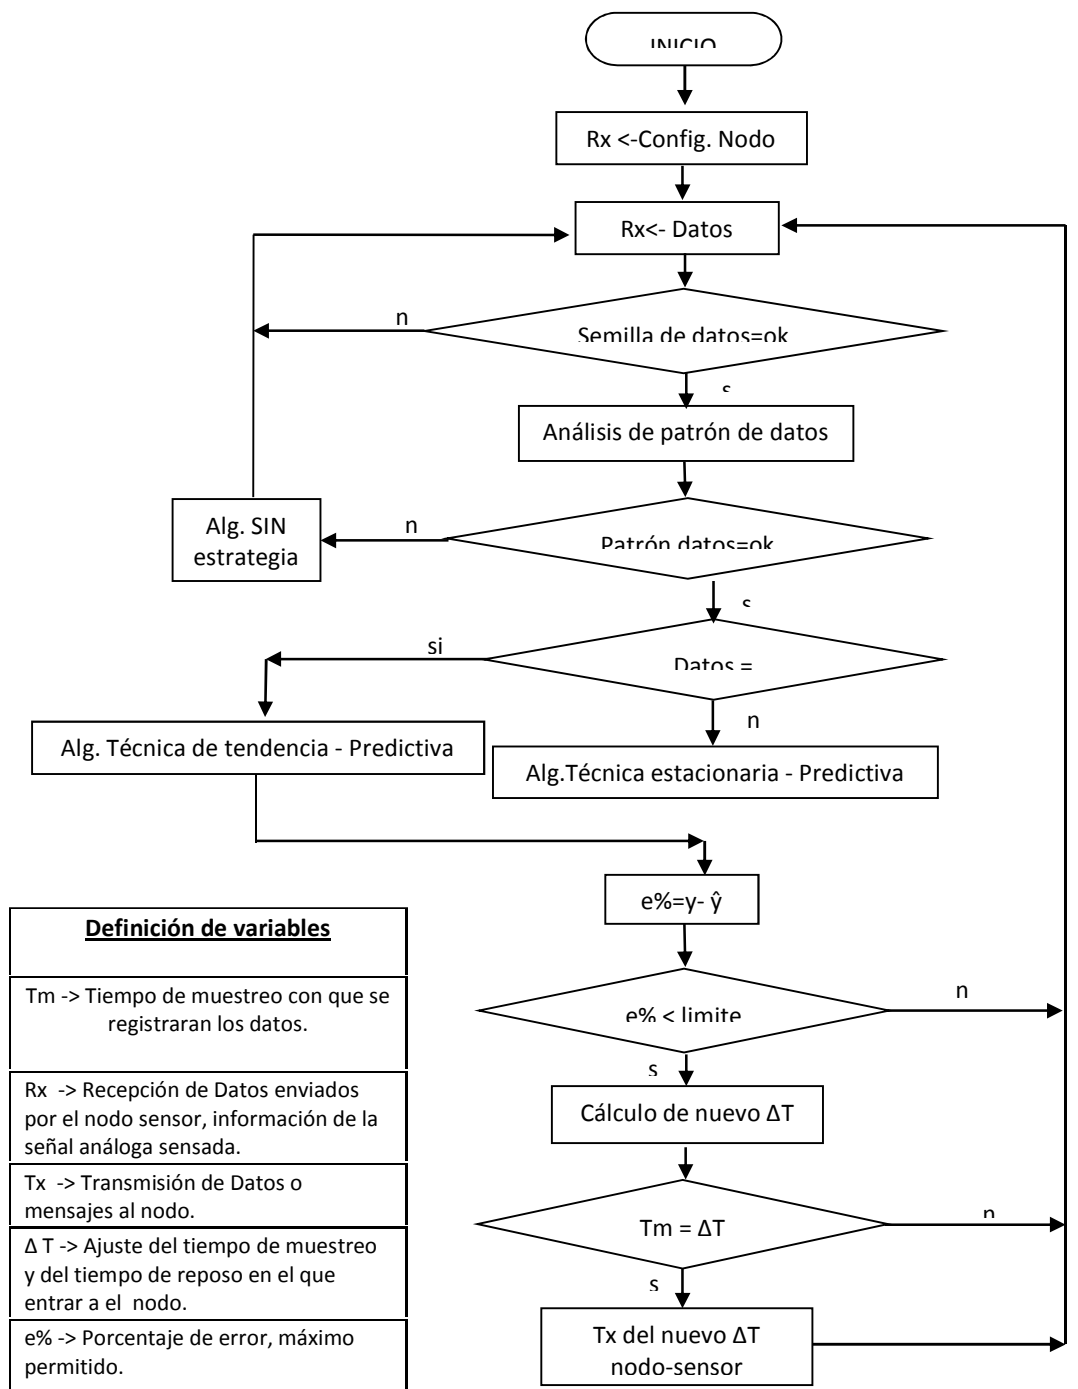 INICIO
Rx <-Config. Nodo
Rx<- Datos
n
Semilla de datos=ok
s
Análisis de patrón de datos
Alg. SIN
estrategia
n
Patrón datos=ok
s
si
Datos =
n
Alg. Técnica de tendencia - Predictiva
Alg.Técnica estacionaria - Predictiva
e%=y- ŷ
e% < limite
n
s
Cálculo de nuevo ΔT
Tm = ΔT
n
s
Tx del nuevo ΔT
nodo-sensor
Definición de variables
Tm -> Tiempo de muestreo con que se
registraran los datos.
Rx -> Recepción de Datos enviados
por el nodo sensor, información de la
señal análoga sensada.
Tx -> Transmisión de Datos o
mensajes al nodo.
Δ T -> Ajuste del tiempo de muestreo
y del tiempo de reposo en el que
entrar a el nodo.
e% -> Porcentaje de error, máximo
permitido.